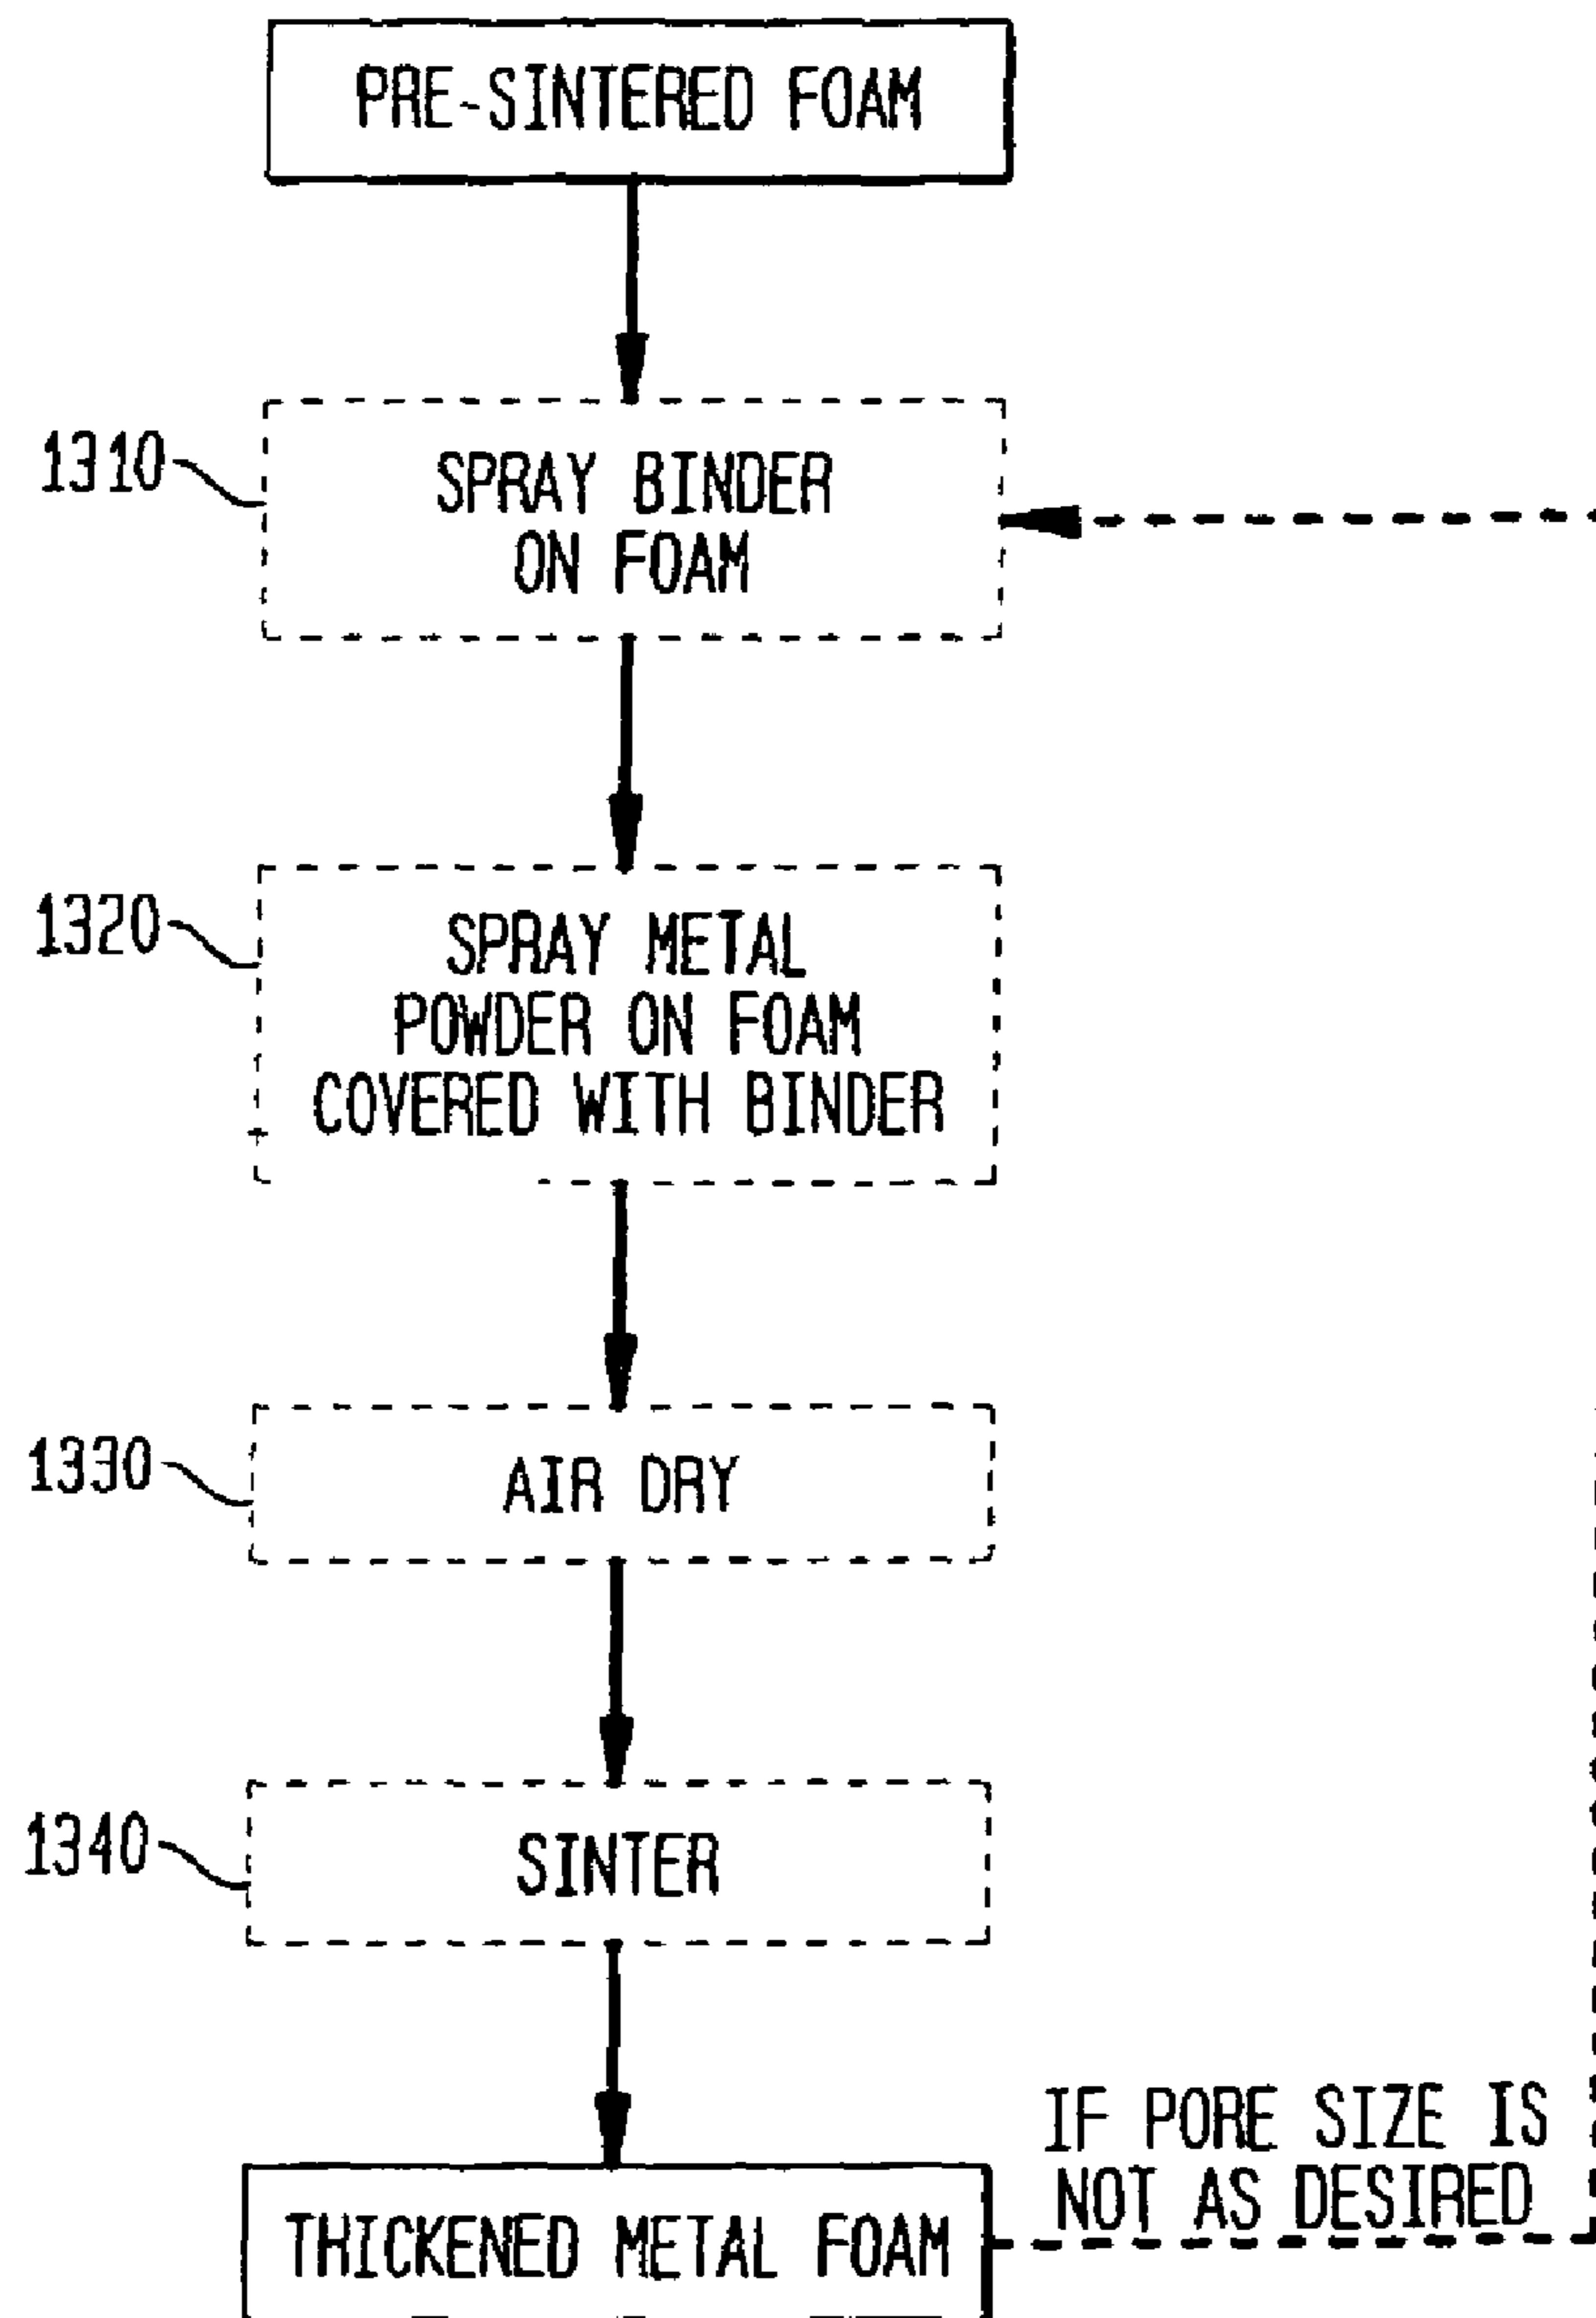 PRE-SINTERED FOAM
1310
SPRAY BINDER
ON FOAM
1320
SPRAY METAL
POWDER ON FOAM
COVERED WITH BINDER
1330
AIR DRY
1340
SINTER
IF PORE SIZE IS
NOT AS DESIRED
THICKENED METAL FOAM